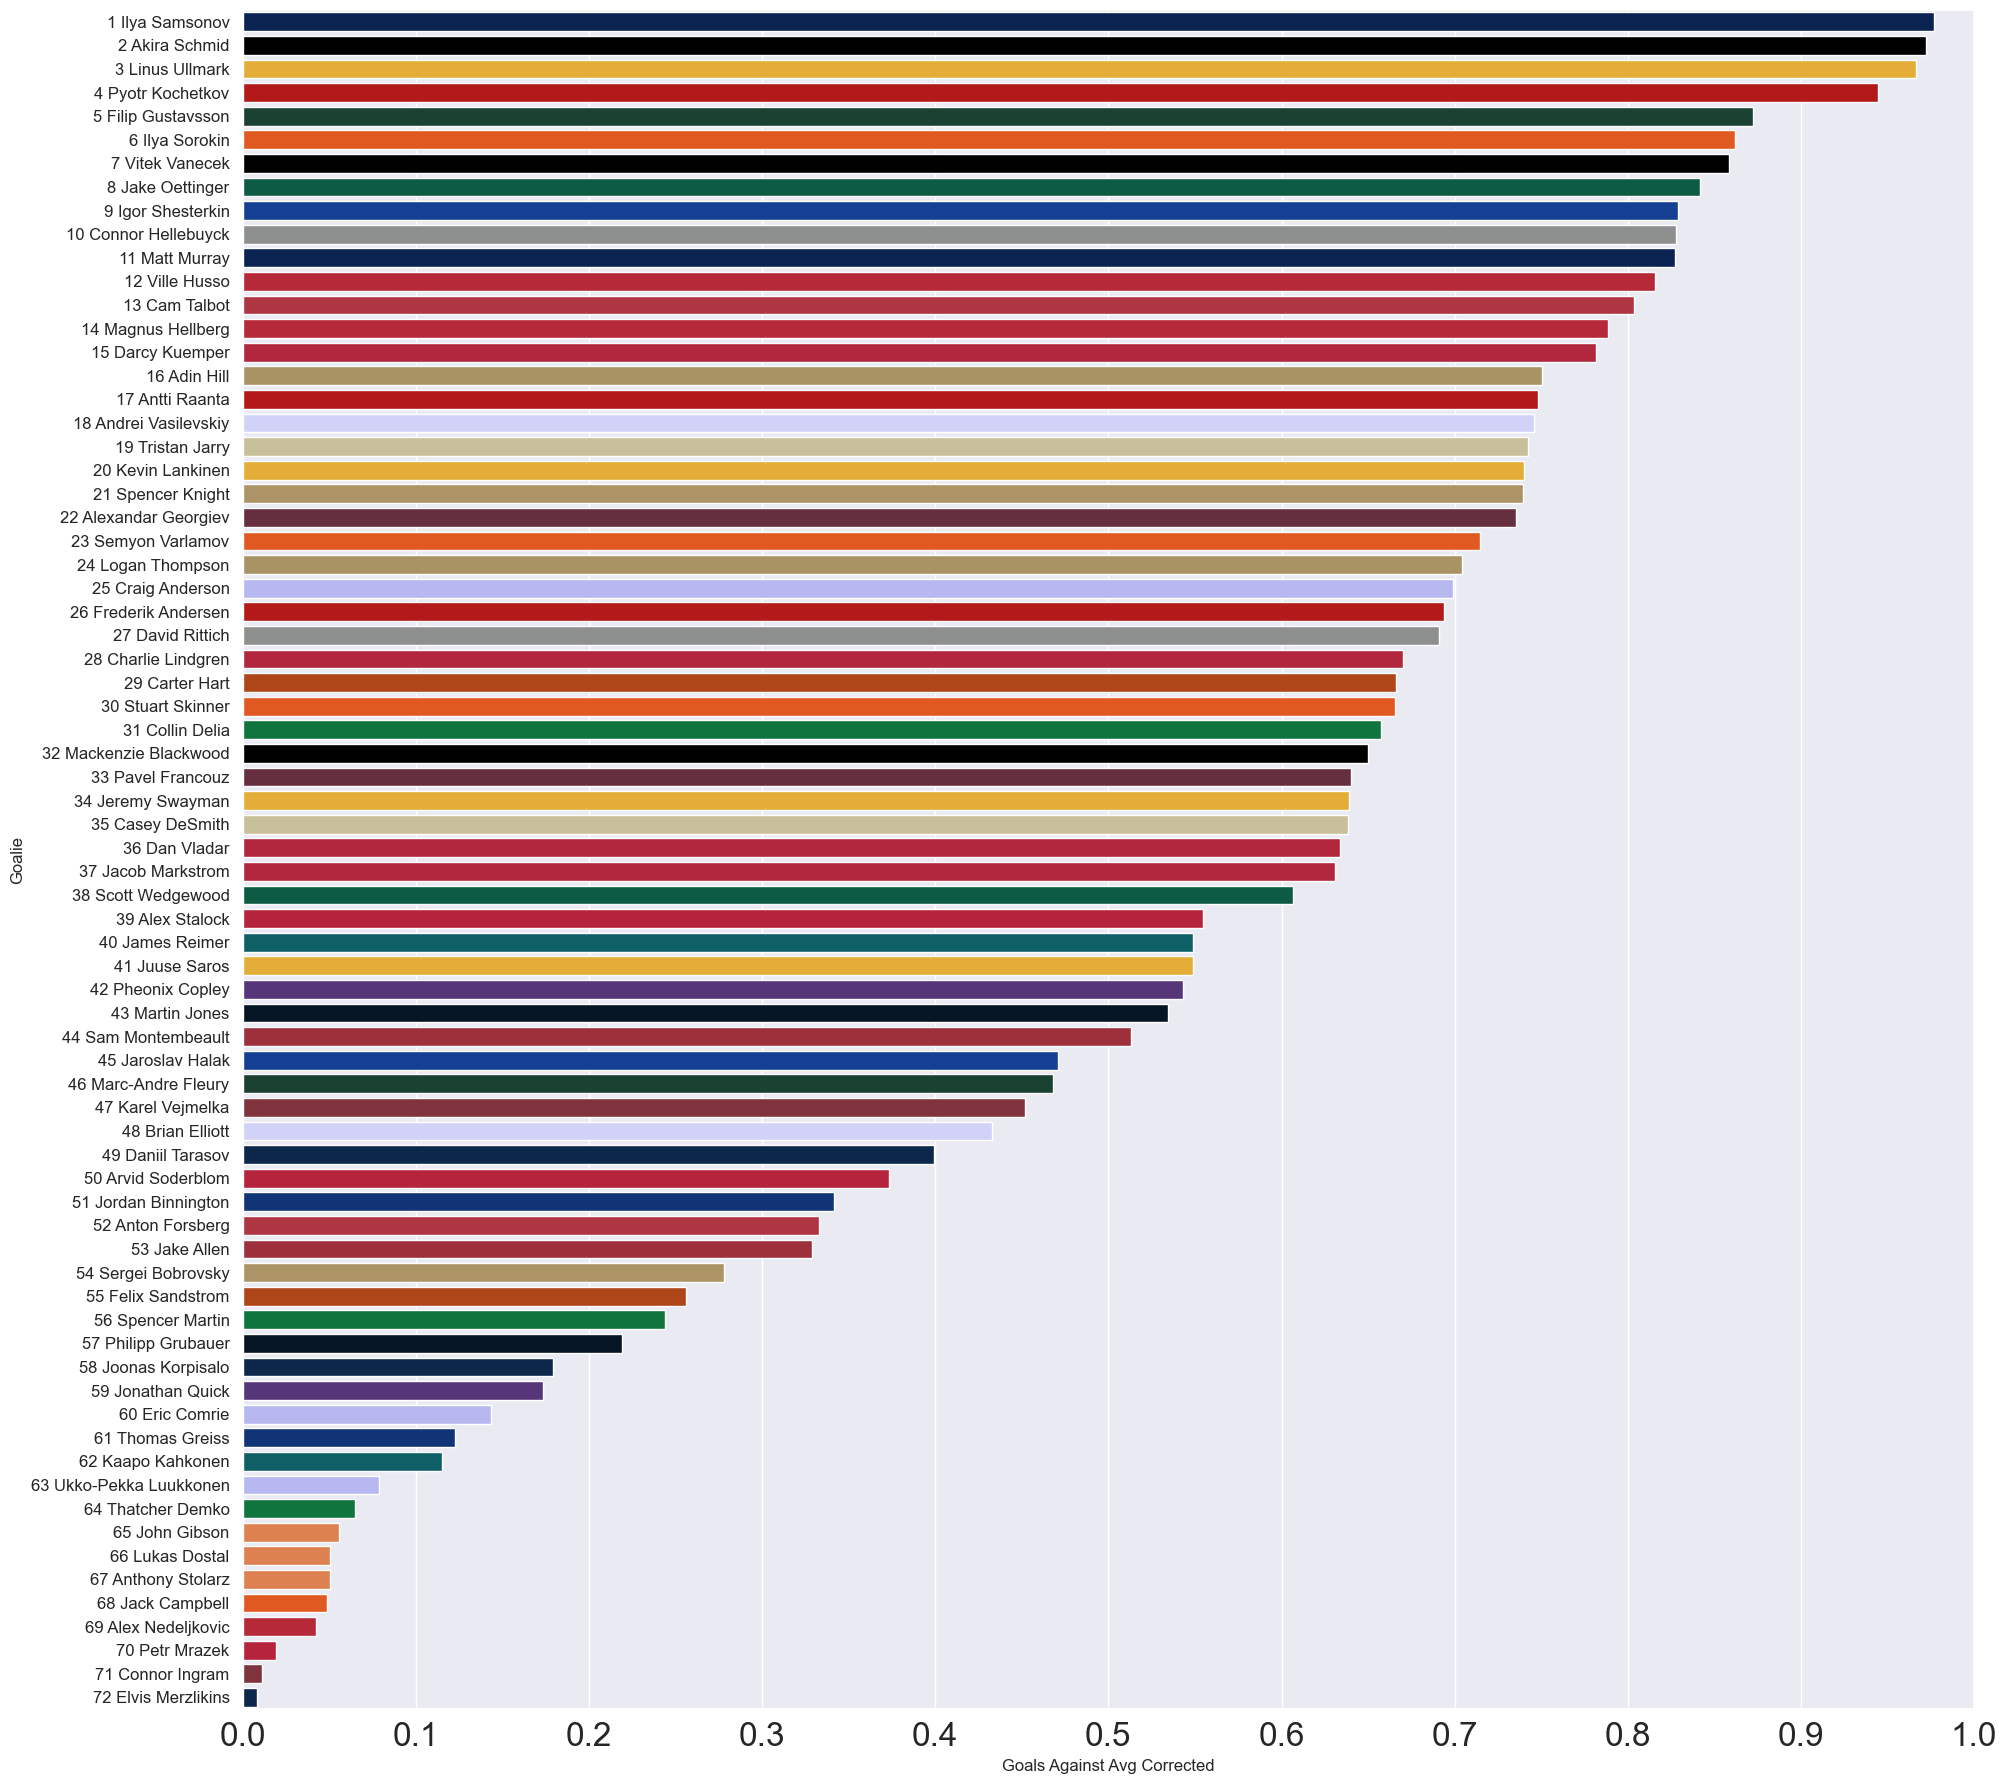 1 Ilya Samsonov
2 Akira Schmid
3 Linus Ullmark
4 Pyotr Kochetkov
5 Filip Gustavsson
6 Ilya Sorokin
7 Vitek Vanecek
8 Jake Oettinger
9 Igor Shesterkin
10 Connor Hellebuyck
11 Matt Murray
12 Ville Husso
13 Cam Talbot
14 Magnus Hellberg
15 Darcy Kuemper
16 Adin Hill
17 Antti Raanta
18 Andrei Vasilevskiy
19 Tristan Jarry
20 Kevin Lankinen
21 Spencer Knight
22 Alexandar Georgiev
23 Semyon Varlamov
24 Logan Thompson
25 Craig Anderson
26 Frederik Andersen
27 David Rittich
28 Charlie Lindgren
29 Carter Hart
30 Stuart Skinner
31 Collin Delia
32 Mackenzie Blackwood
33 Pavel Francouz
34 Jeremy Swayman
35 Casey DeSmith
36 Dan Vladar
37 Jacob Markstrom
38 Scott Wedgewood
39 Alex Stalock
40 James Reimer
41 Juuse Saros
42 Pheonix Copley
43 Martin Jones
44 Sam Montembeault
45 Jaroslav Halak
46 Marc-Andre Fleury
47 Karel Vejmelka
48 Brian Elliott
49 Daniil Tarasov
50 Arvid Soderblom
51 Jordan Binnington
52 Anton Forsberg
53 Jake Allen
54 Sergei Bobrovsky
55 Felix Sandstrom
56 Spencer Martin
57 Philipp Grubauer
58 Joonas Korpisalo
59 Jonathan Quick
60 Eric Comrie
61 Thomas Greiss
62 Kaapo Kahkonen
63 Ukko-Pekka Luukkonen
64 Thatcher Demko
65 John Gibson
66 Lukas Dostal
67 Anthony Stolarz
68 Jack Campbell
69 Alex Nedeljkovic
70 Petr Mrazek
71 Connor Ingram
72 Elvis Merzlikins
Goalie
0.0 0.1 0.2 0.3 0.4 0.5 0.6 0.7 0.8 0.9 1.0
Goals Against Avg Corrected